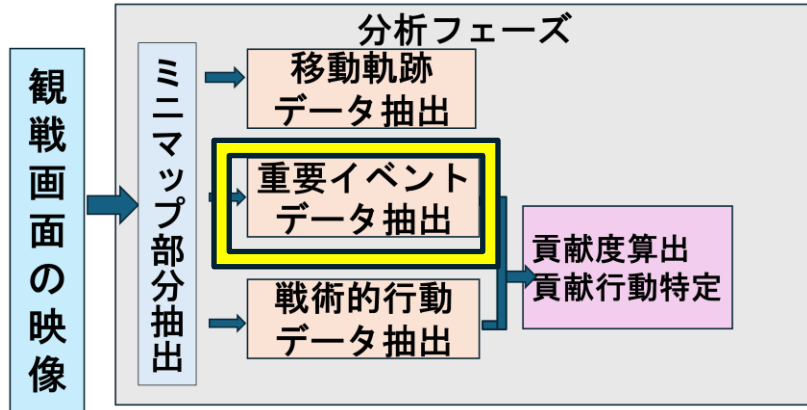 分析フェーズ
観戦画面の映像
ミニマップ部分抽出
移動軌跡
データ抽出
重要イベント
データ抽出
戦術的行動
データ抽出
貢献度算出
貢献行動特定